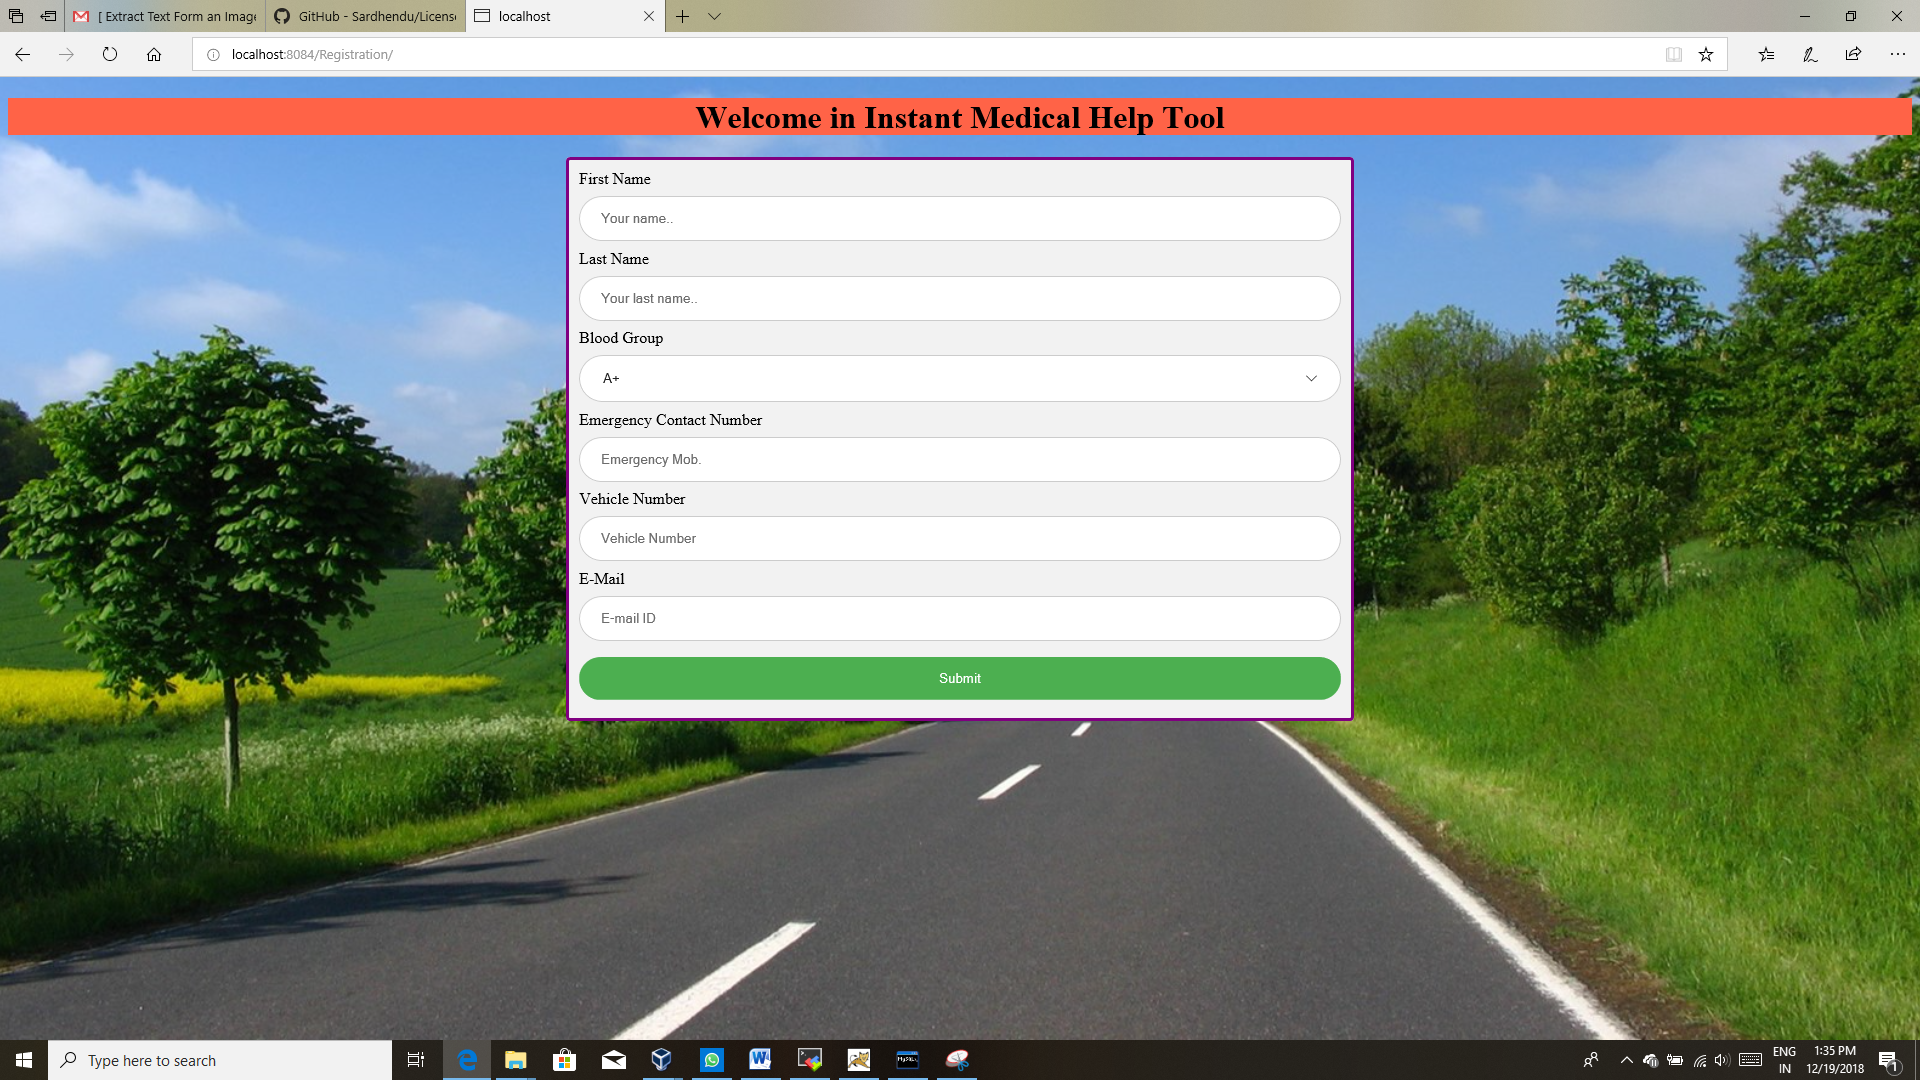 [ Extract Text Form an Image
GitHub - Sardhendu/License
localhost
localhost:8084/Registration/
Welcome in Instant Medical Help Tool
First Name
Your name..
Last Name
Your last name..
Blood Group
A+
Emergency Contact Number
Emergency Mob.
Vehicle Number
Vehicle Number
E-Mail
E-mail ID
Submit
Type here to search
ENG
IN
1:35 PM
12/19/2018
1